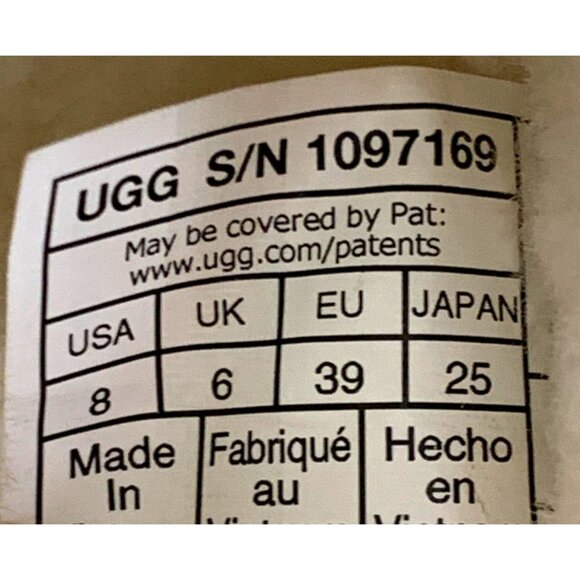 UGG S/N 1097169
May be covered by Pat:
www.ugg.com/patents
USA UK EU JAPAN
8 6 39 25
Made Fabriqué Hecho
In au en